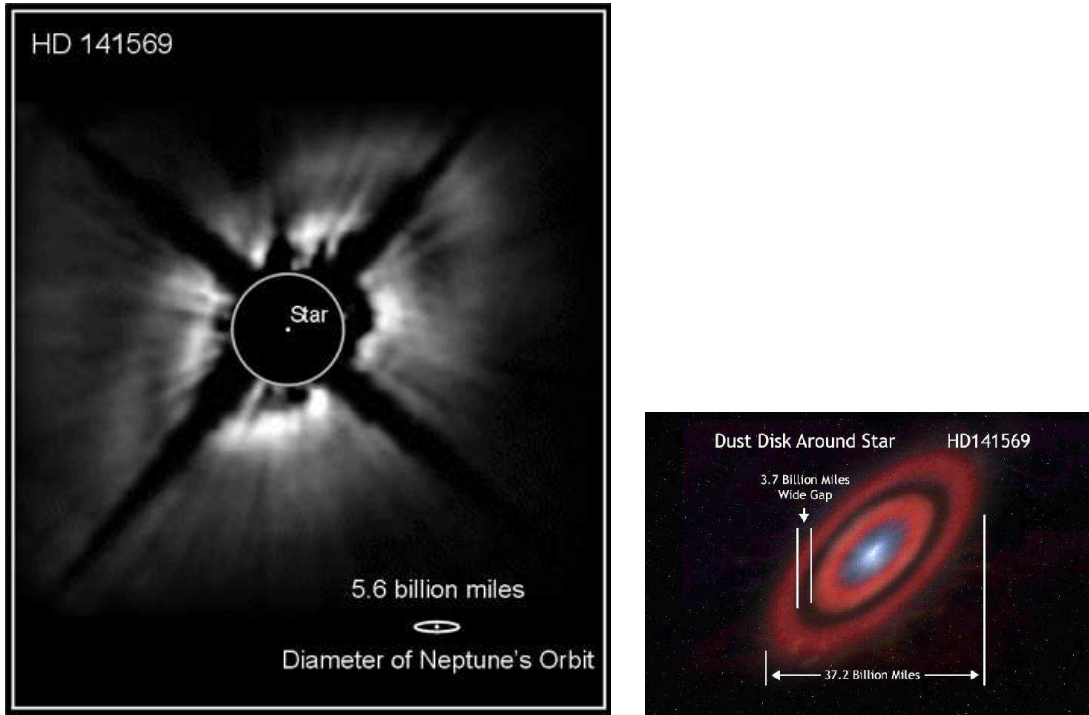 HD 141569
Star
5.6 billion miles
Diameter of Neptune's Orbit
Dust Disk Around Star HD141569
3.7 Billion Miles
Wide Gap
37.2 Billion Miles